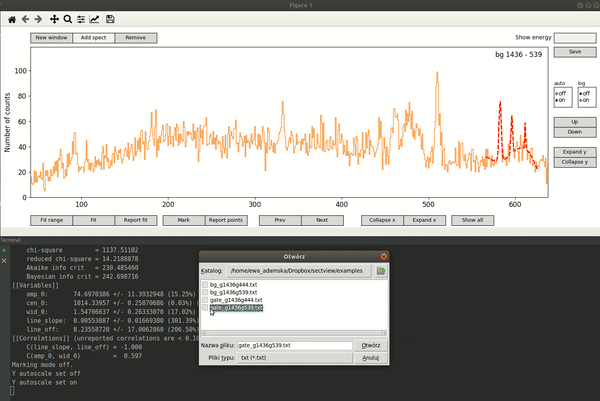 Figure 1
New window
Add spect
Remove
Show energy
bg 1436 - 539
Save
auto
log
off
on
off
on
Up
Down
Expand y
Collapse y
Number of counts
0
20
40
60
80
100
100
200
300
400
500
600
Fit range
Fit
Report fit
Mark
Report points
Prev
Next
Collapse x
Expand x
Show all
Terminal
chi-square = 1137.51102
reduced chi-square = 14.2188878
Akaike info crit = 238.485460
Bayesian info crit = 242.698716
[[Variables]]
amp_0: 74.6970386 +/- 11.3932948 (15.25%)
cen_0: 1014.33957 +/- 0.25870686 (0.03%)
wid_0: 1.54706637 +/- 0.26333070 (17.02%)
line_slope: 0.00553887 +/- 0.01669380 (301.39%)
line_off: 8.23558720 +/- 17.0062860 (206.50%)
[[Correlations]] (unreported correlations are < 0.10
C(line_slope, line_off) = -1.000
C(amp_0, wid_0) = 0.597
Marking mode off.
Y autoscale set off
Y autoscale set on
Otwórz
Katalog: /home/ewa_adamska/Dropbox/sectview/examples
bg_g1436g444.txt
bg_g1436g539.txt
gate_g1436g444.txt
gate_g1436g539.txt
Nazwa pliku: gate_g1436g539.txt
Otwórz
Pliki typu: txt (*.txt)
Anuluj